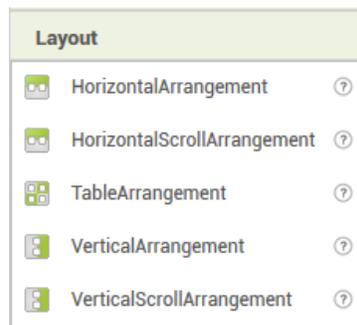 Layout
HorizontalArrangement ?
HorizontalScrollArrangement ?
TableArrangement ?
VerticalArrangement ?
VerticalScrollArrangement ?